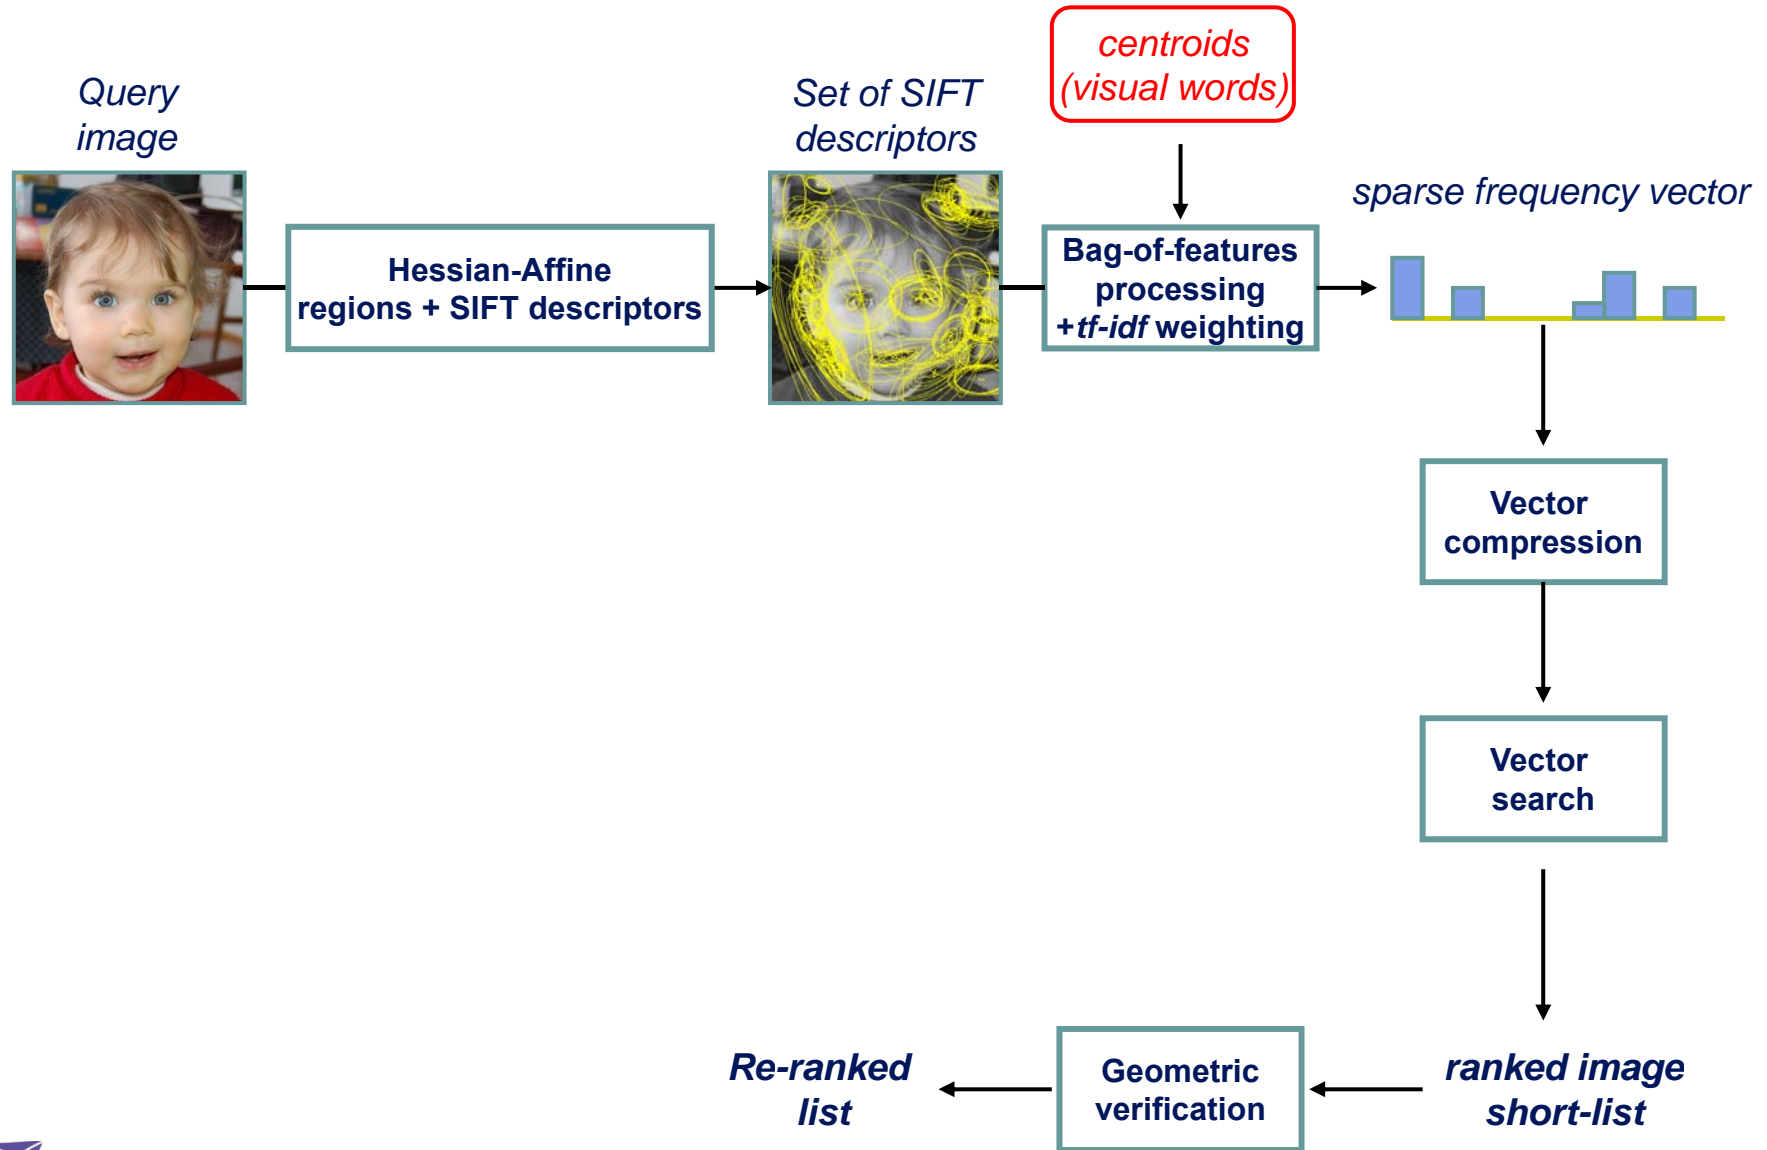 Query
image
Hessian-Affine
regions + SIFT descriptors
Set of SIFT
descriptors
centroids
(visual words)
Bag-of-features
processing
+tf-idf weighting
sparse frequency vector
Vector
compression
Vector
search
ranked image
short-list
Geometric
verification
Re-ranked
list